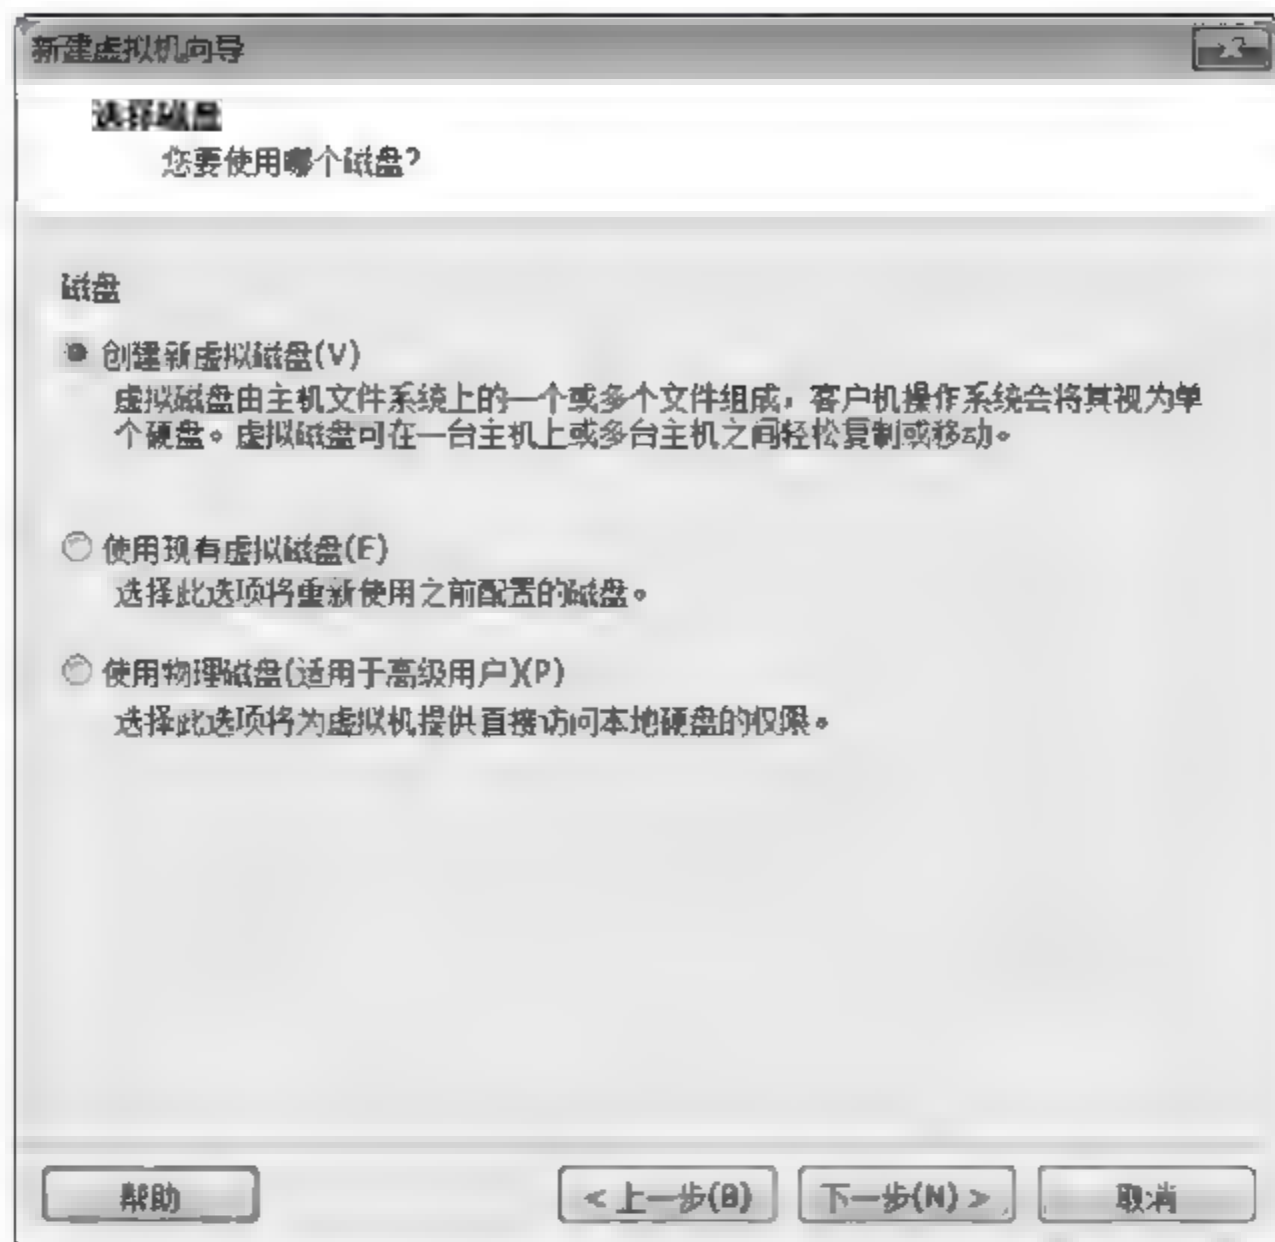 新建虚拟机向导
选择磁盘
您要使用哪个磁盘?
磁盘
创建新虚拟磁盘(V)
虚拟磁盘由主机文件系统上的一个或多个文件组成，客户机操作系统会将其视为单
个硬盘。虚拟磁盘可在一台主机上或多台主机之间轻松复制或移动。
使用现有虚拟磁盘(E)
选择此选项将重新使用之前配置的磁盘。
使用物理磁盘(适用于高级用户)(P)
选择此选项将为虚拟机提供直接访问本地硬盘的权限。
帮助
< 上一步(B)
下一步(N) >
取消